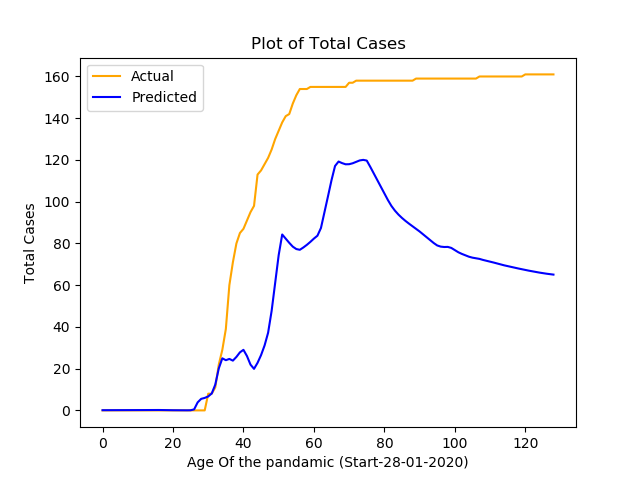 Plot of Total Cases
Actual
Predicted
160
140
120
100
80
60
40
20
0
Total Cases
0 20 40 60 80 100 120
Age Of the pandamic (Start-28-01-2020)